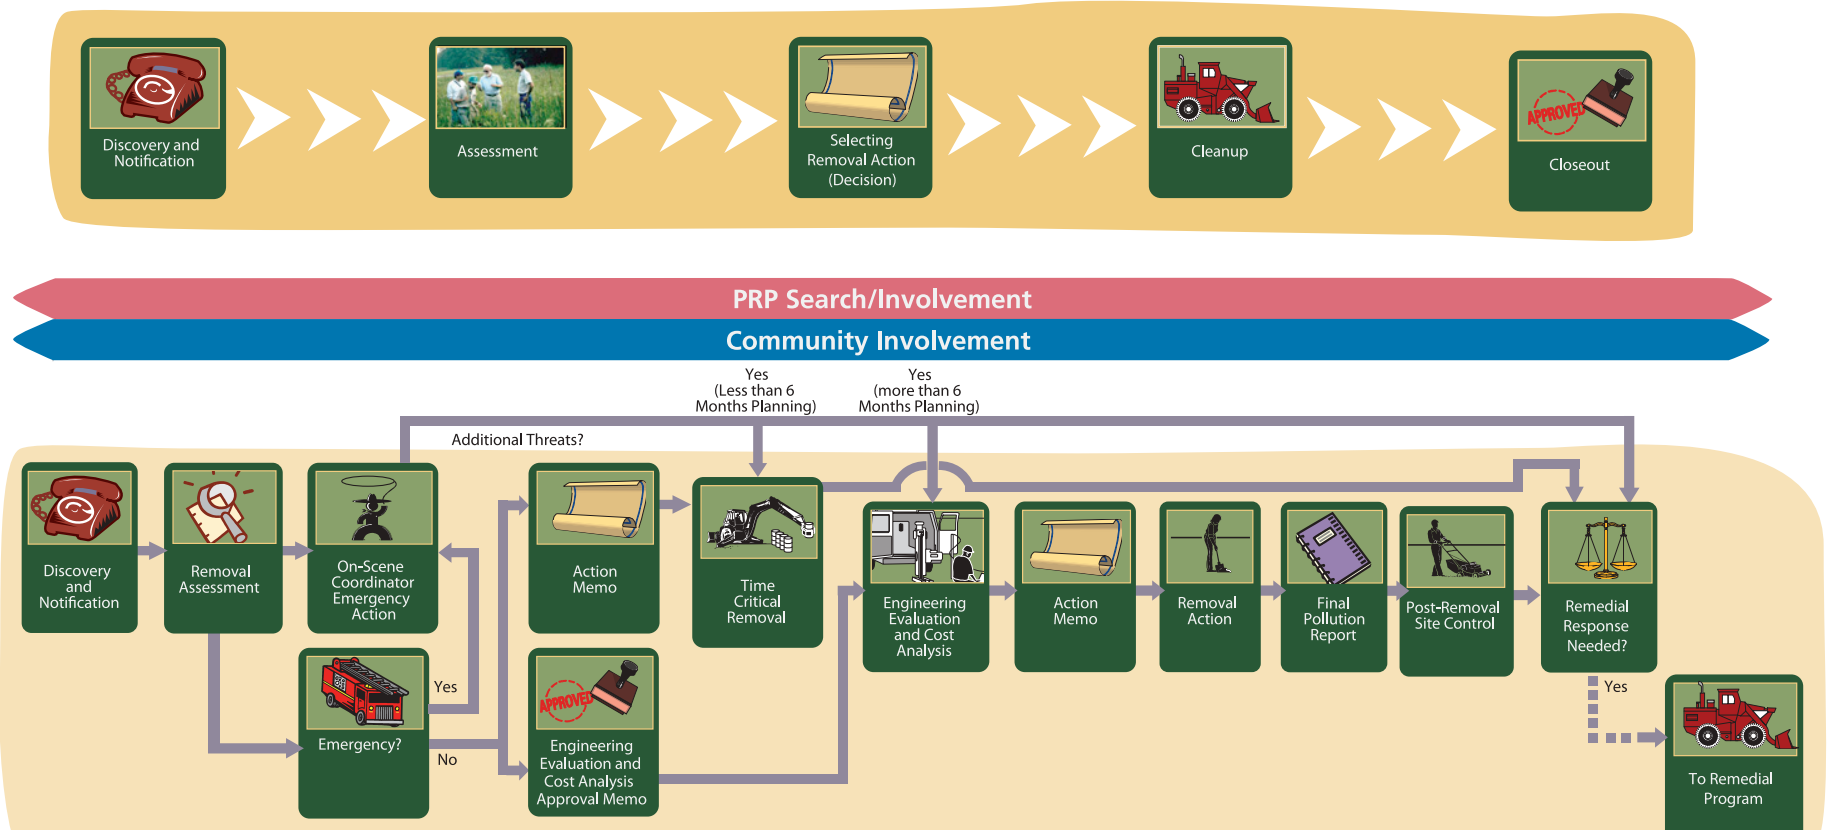 Discovery and
Notification
Assessment
Selecting
Removal Action
(Decision)
Cleanup
APPROVED
Closeout
PRP Search/Involvement
Community Involvement
Yes
(Less than 6
Months Planning)
Yes
(more than 6
Months Planning)
Additional Threats?
Discovery
and
Notification
Removal
Assessment
On-Scene
Coordinator
Emergency
Action
Action
Memo
Time
Critical
Removal
Engineering
Evaluation
and Cost
Analysis
Action
Memo
Removal
Action
Final
Pollution
Report
Post-Removal
Site Control
Remedial
Response
Needed?
Emergency?
Yes
No
APPROVED
Engineering
Evaluation and
Cost Analysis
Approval Memo
Yes
To Remedial
Program